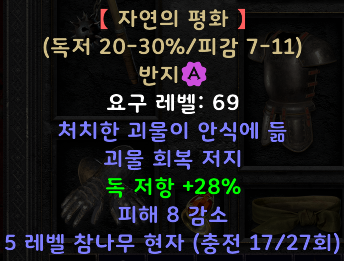 【 자연의 평화 】
(독저 20-30%/피감 7-11)
반지 A
요구 레벨: 69
처치한 괴물이 안식에 듦
괴물 회복 저지
독 저항 +28%
피해 8 감소
5 레벨 참나무 현자 (충전 17/27회)